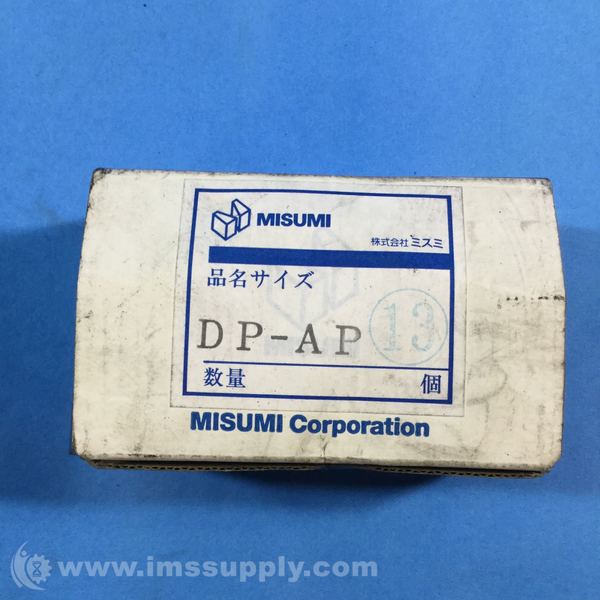 MISUMI
株式会社 ミスミ
品名サイズ
DP-AP 13
数量 個
MISUMI Corporation
www.imssupply.com